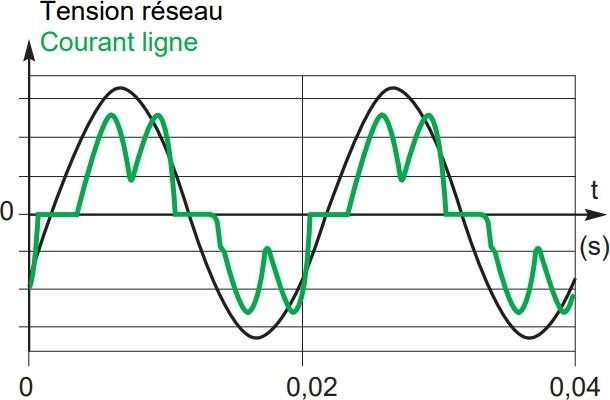 Tension réseau
Courant ligne
t
0
(s)
0
0,02
0,04